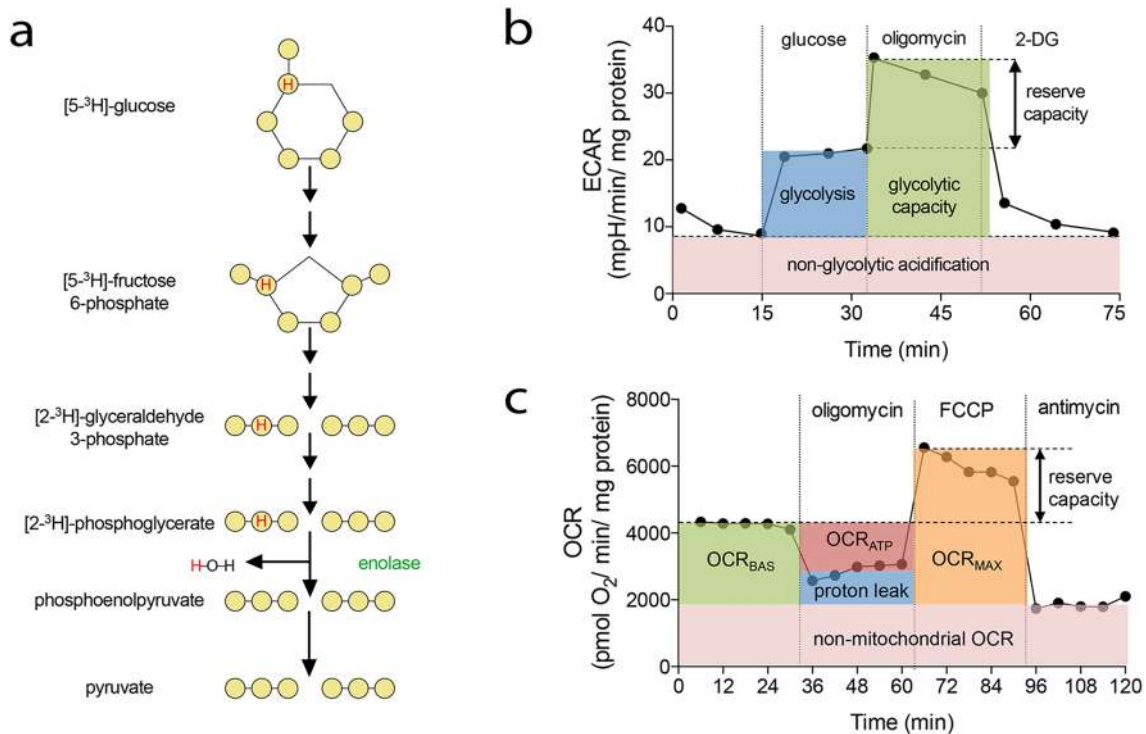 a
[5-³H]-glucose
H
[5-³H]-fructose
6-phosphate
H
[2-³H]-glyceraldehyde
3-phosphate
H
[2-³H]-phosphoglycerate
H
H-O-H
enolase
phosphoenolpyruvate
pyruvate
b
glucose
oligomycin
2-DG
ECAR
(mpH/min/ mg protein)
40
30
20
10
0
reserve
capacity
glycolysis
glycolytic
capacity
non-glycolytic acidification
0 15 30 45 60 75
Time (min)
c
oligomycin
FCCP
antimycin
OCR
(pmol O₂/ min/ mg protein)
8000
6000
4000
2000
0
reserve
capacity
OCR_BAS
OCR_ATP
proton leak
OCR_MAX
non-mitochondrial OCR
0 12 24 36 48 60 72 84 96 108 120
Time (min)